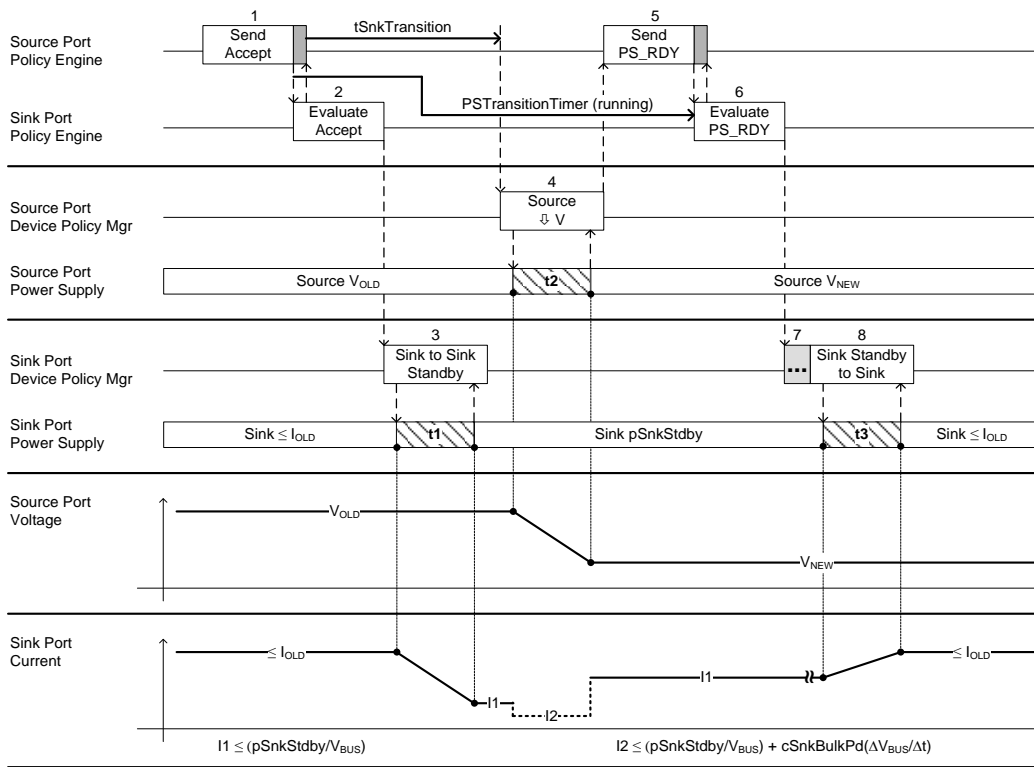 1
Source Port
Policy Engine
Send
Accept
tSnkTransition
5
Send
PS_RDY
2
Sink Port
Policy Engine
Evaluate
Accept
PSTransitionTimer (running)
6
Evaluate
PS_RDY
Source Port
Device Policy Mgr
4
Source
⇩ V
Source Port
Power Supply
Source VOLD
t2
Source VNEW
Sink Port
Device Policy Mgr
3
Sink to Sink
Standby
7
...
8
Sink Standby
to Sink
Sink Port
Power Supply
Sink ≤ IOLD
t1
Sink pSnkStdby
t3
Sink ≤ IOLD
Source Port
Voltage
VOLD
VNEW
Sink Port
Current
≤ IOLD
I1
I2
I1
≤ IOLD
I1 ≤ (pSnkStdby/VBUS)
I2 ≤ (pSnkStdby/VBUS) + cSnkBulkPd(ΔVBUS/Δt)